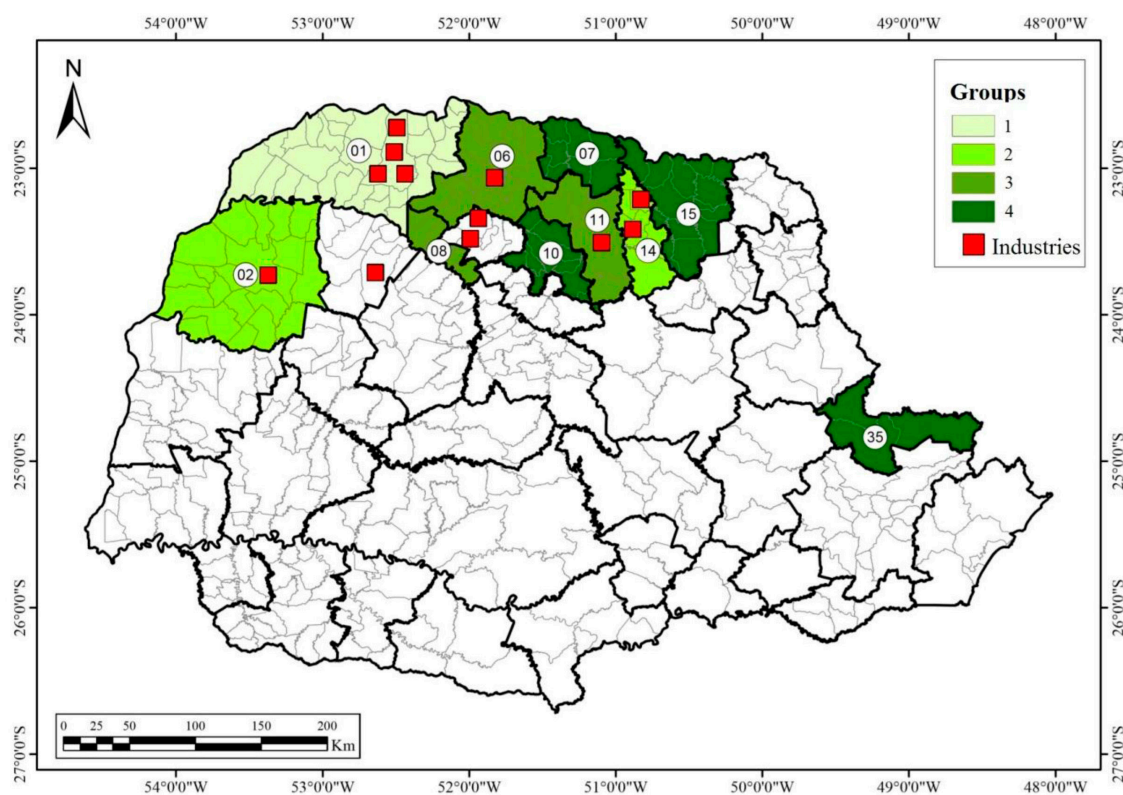 54°0'0"W 53°0'0"W 52°0'0"W 51°0'0"W 50°0'0"W 49°0'0"W 48°0'0"W
N
Groups
1
2
3
4
Industries
23°0'0"S 23°0'0"S
24°0'0"S 24°0'0"S
25°0'0"S 25°0'0"S
26°0'0"S 26°0'0"S
27°0'0"S 27°0'0"S
01
06
07
11
15
08
10
14
02
35
0 25 50 100 150 200
Km
54°0'0"W 53°0'0"W 52°0'0"W 51°0'0"W 50°0'0"W 49°0'0"W 48°0'0"W